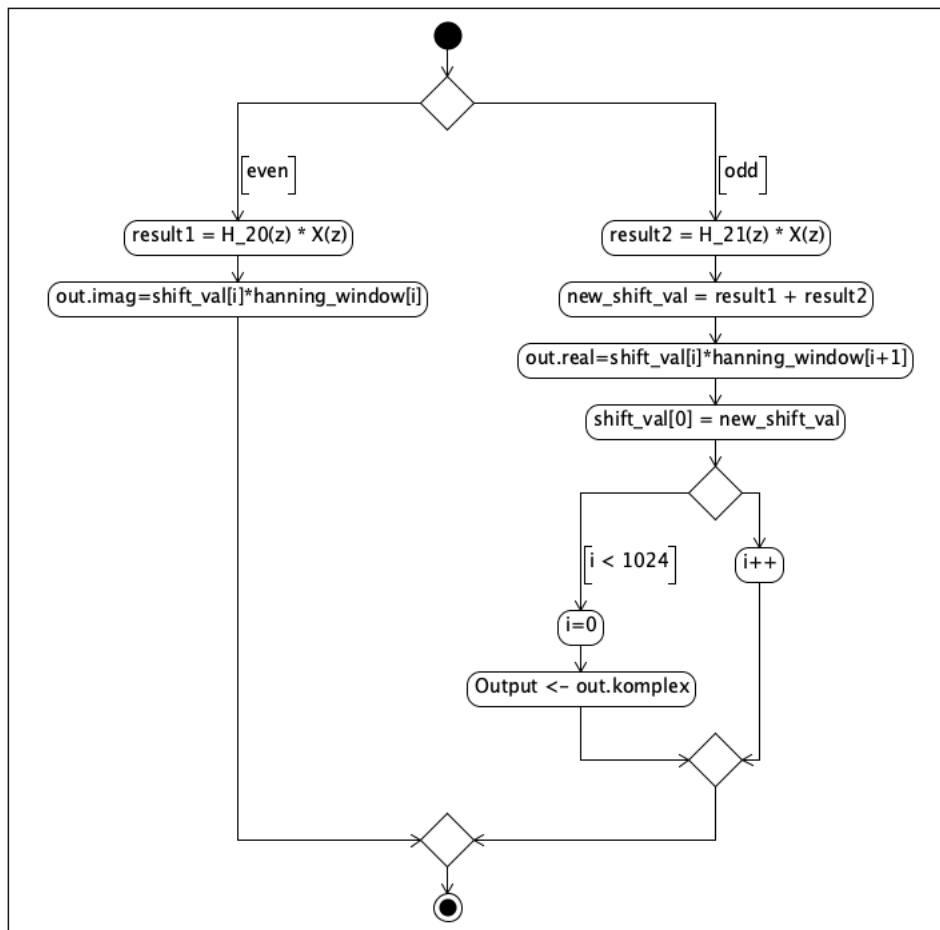 [even]
result1 = H_20(z) * X(z)
out.imag=shift_val[i]*hanning_window[i]
[odd]
result2 = H_21(z) * X(z)
new_shift_val = result1 + result2
out.real=shift_val[i]*hanning_window[i+1]
shift_val[0] = new_shift_val
[i < 1024]
i=0
Output <- out.komplex
i++